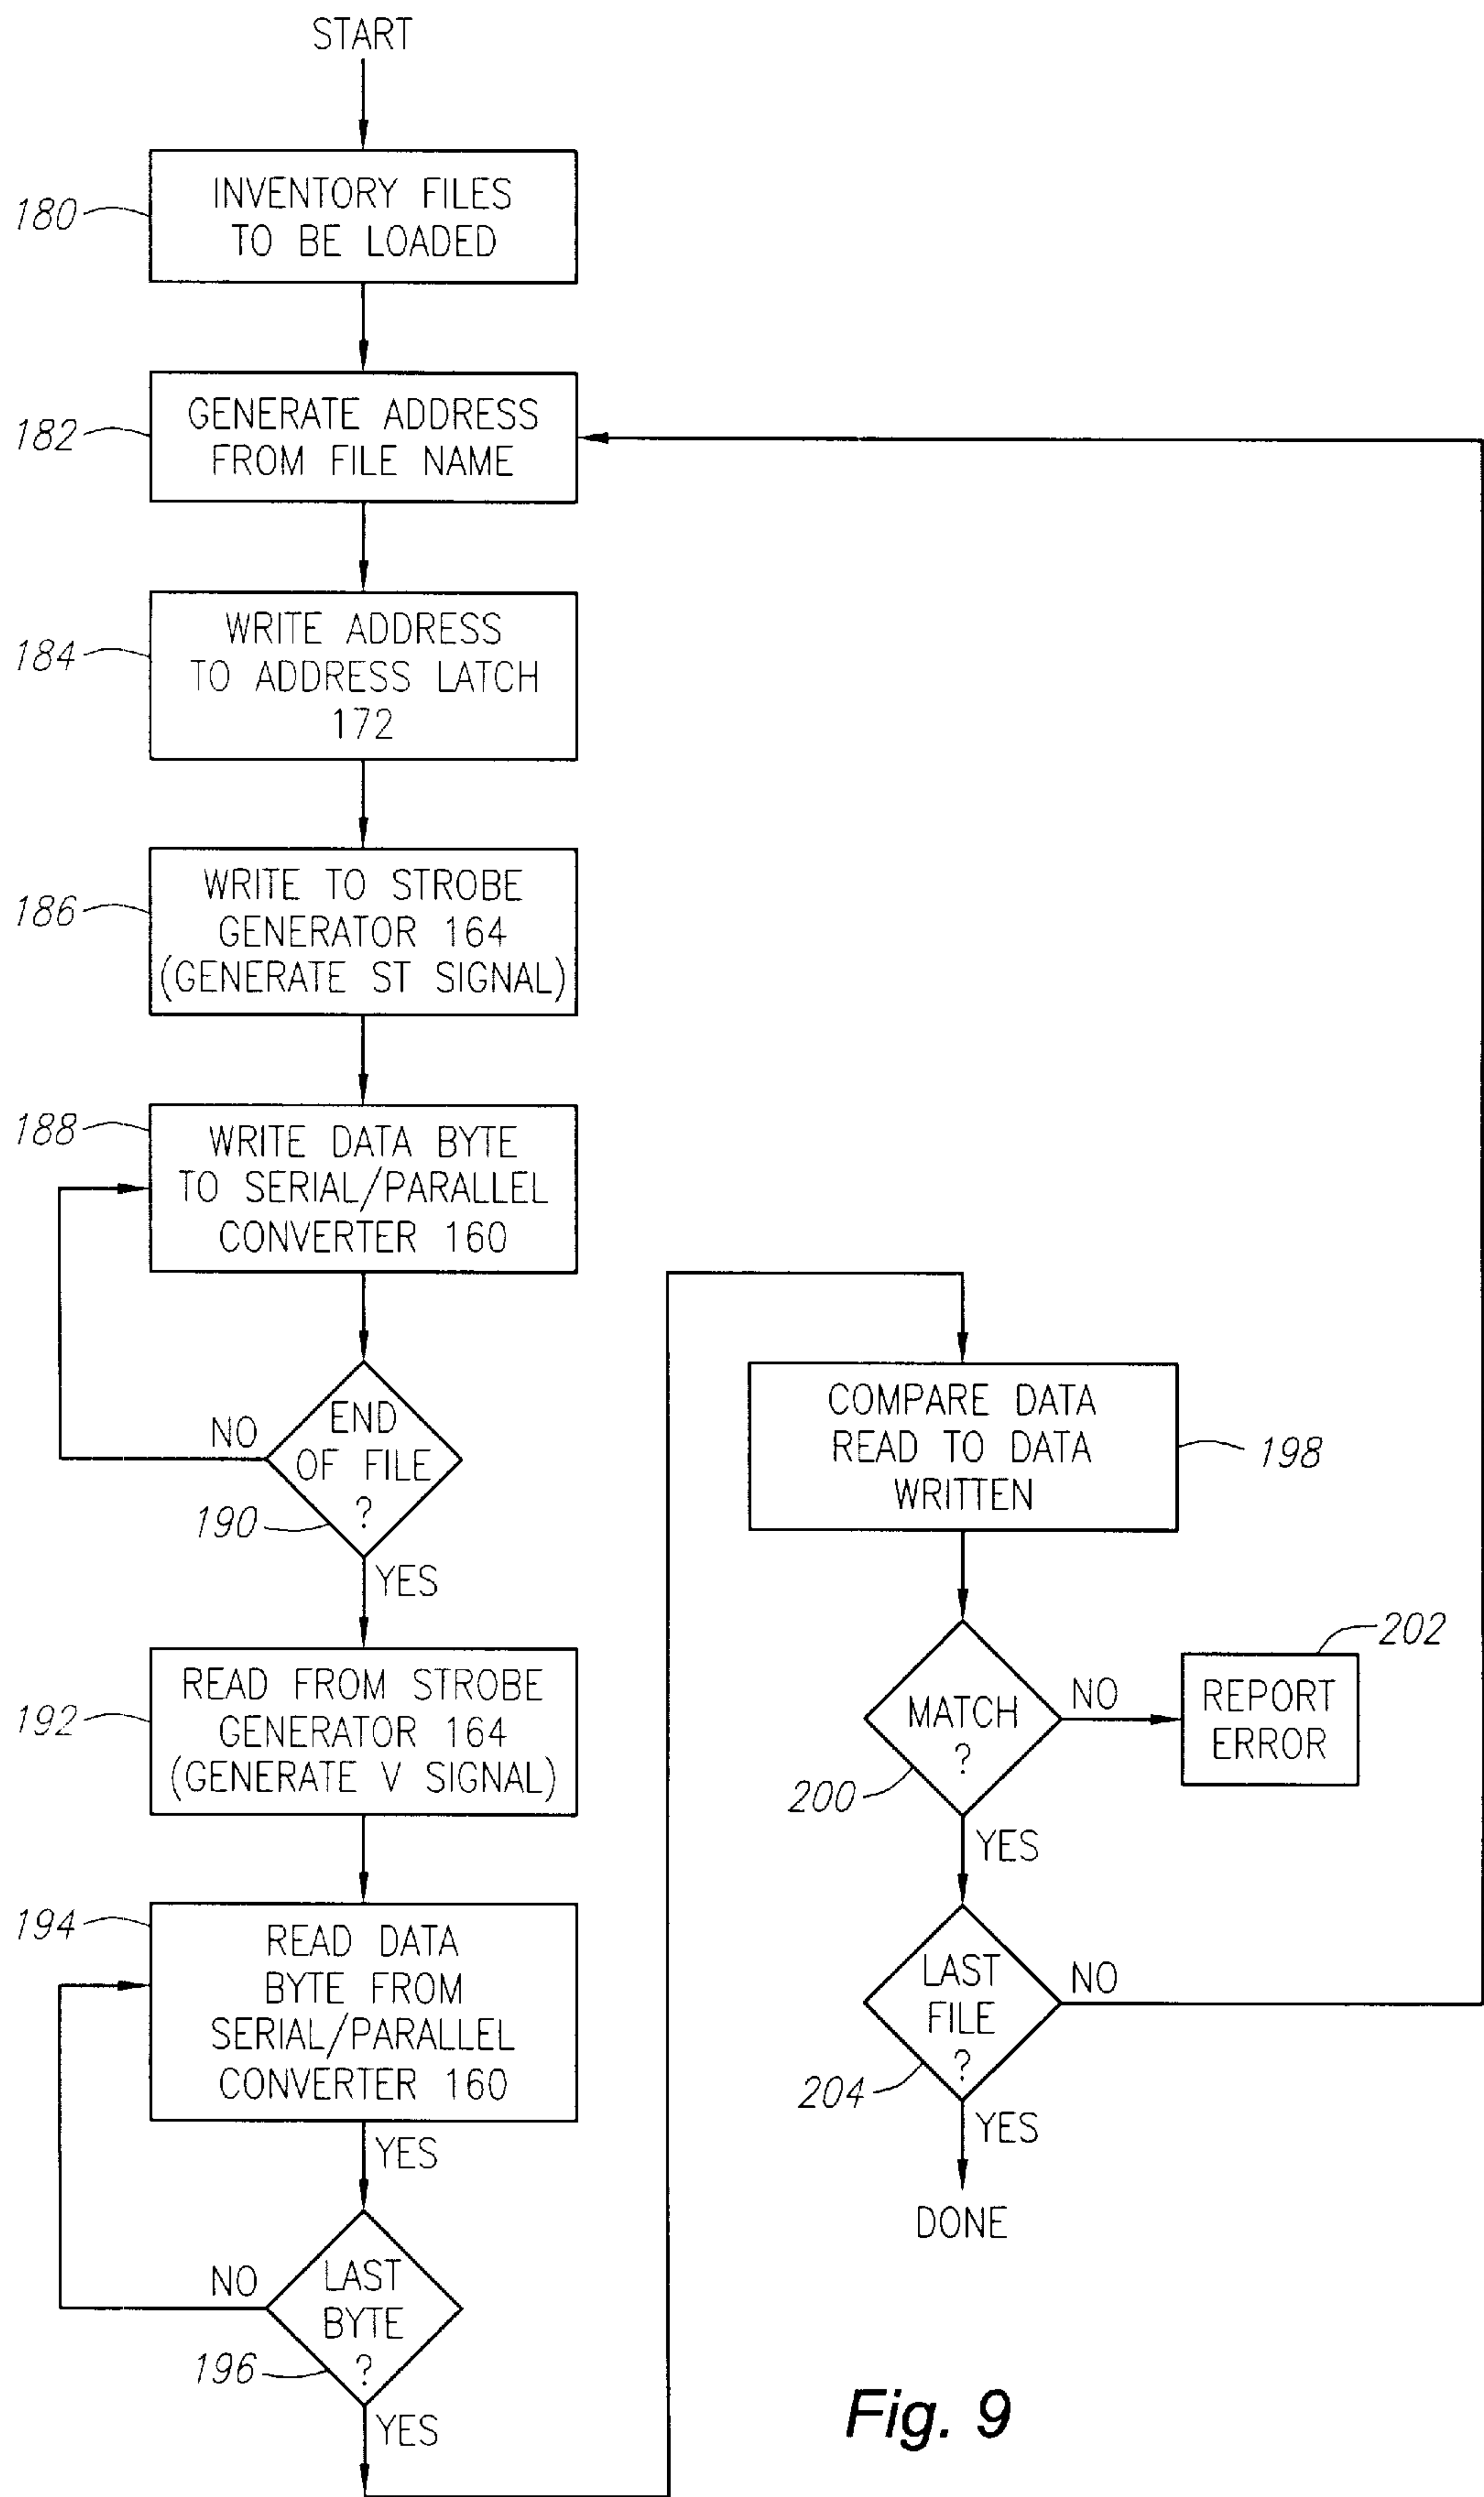 START
180
INVENTORY FILES
TO BE LOADED
182
GENERATE ADDRESS
FROM FILE NAME
184
WRITE ADDRESS
TO ADDRESS LATCH
172
186
WRITE TO STROBE
GENERATOR 164
(GENERATE ST SIGNAL)
188
WRITE DATA BYTE
TO SERIAL/PARALLEL
CONVERTER 160
NO
END
OF FILE
?
190
YES
192
READ FROM STROBE
GENERATOR 164
(GENERATE V SIGNAL)
194
READ DATA
BYTE FROM
SERIAL/PARALLEL
CONVERTER 160
YES
NO
LAST
BYTE
?
196
YES
COMPARE DATA
READ TO DATA
WRITTEN
198
MATCH
?
200
NO
202
REPORT
ERROR
YES
LAST
FILE
?
204
NO
YES
DONE
Fig. 9